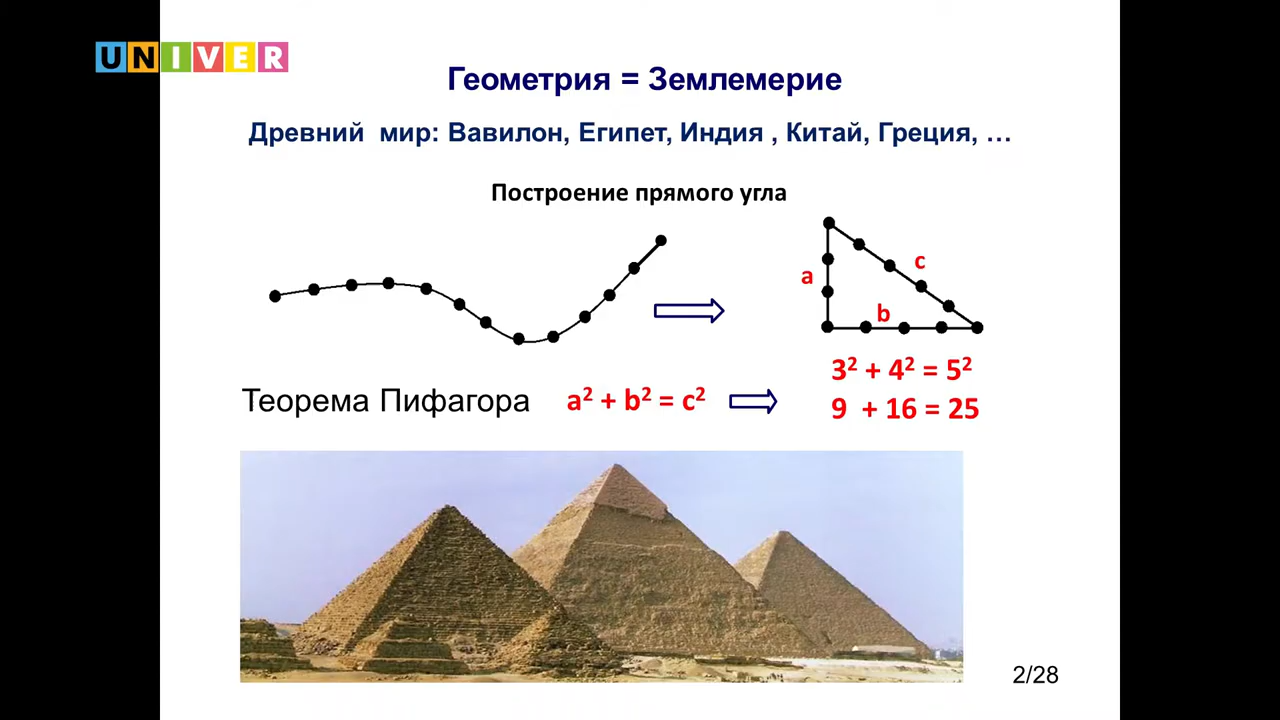 UNIVER
Геометрия = Землемерие
Древний мир: Вавилон, Египет, Индия , Китай, Греция, …
Построение прямого угла
a
c
b
3² + 4² = 5²
Теорема Пифагора a² + b² = c²
9 + 16 = 25
2/28